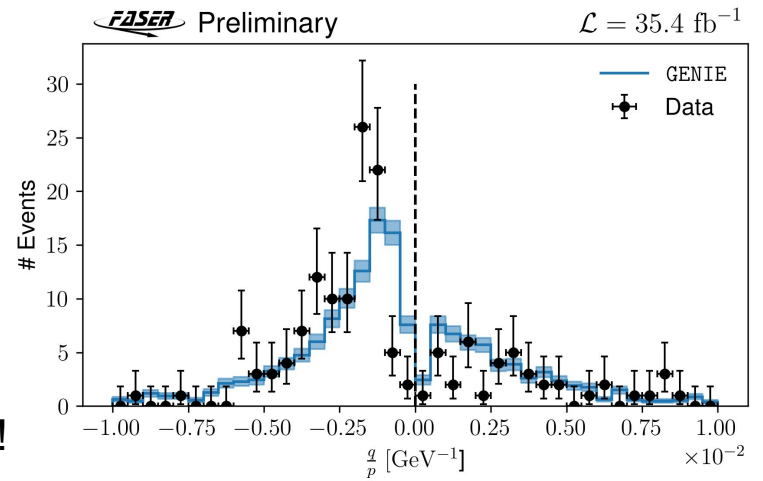 FASER Preliminary
ℒ = 35.4 fb⁻¹
GENIE
Data
# Events
30
25
20
15
10
5
0
−1.00 −0.75 −0.50 −0.25 0.00 0.25 0.50 0.75 1.00
×10⁻²
q/p [GeV⁻¹]
!